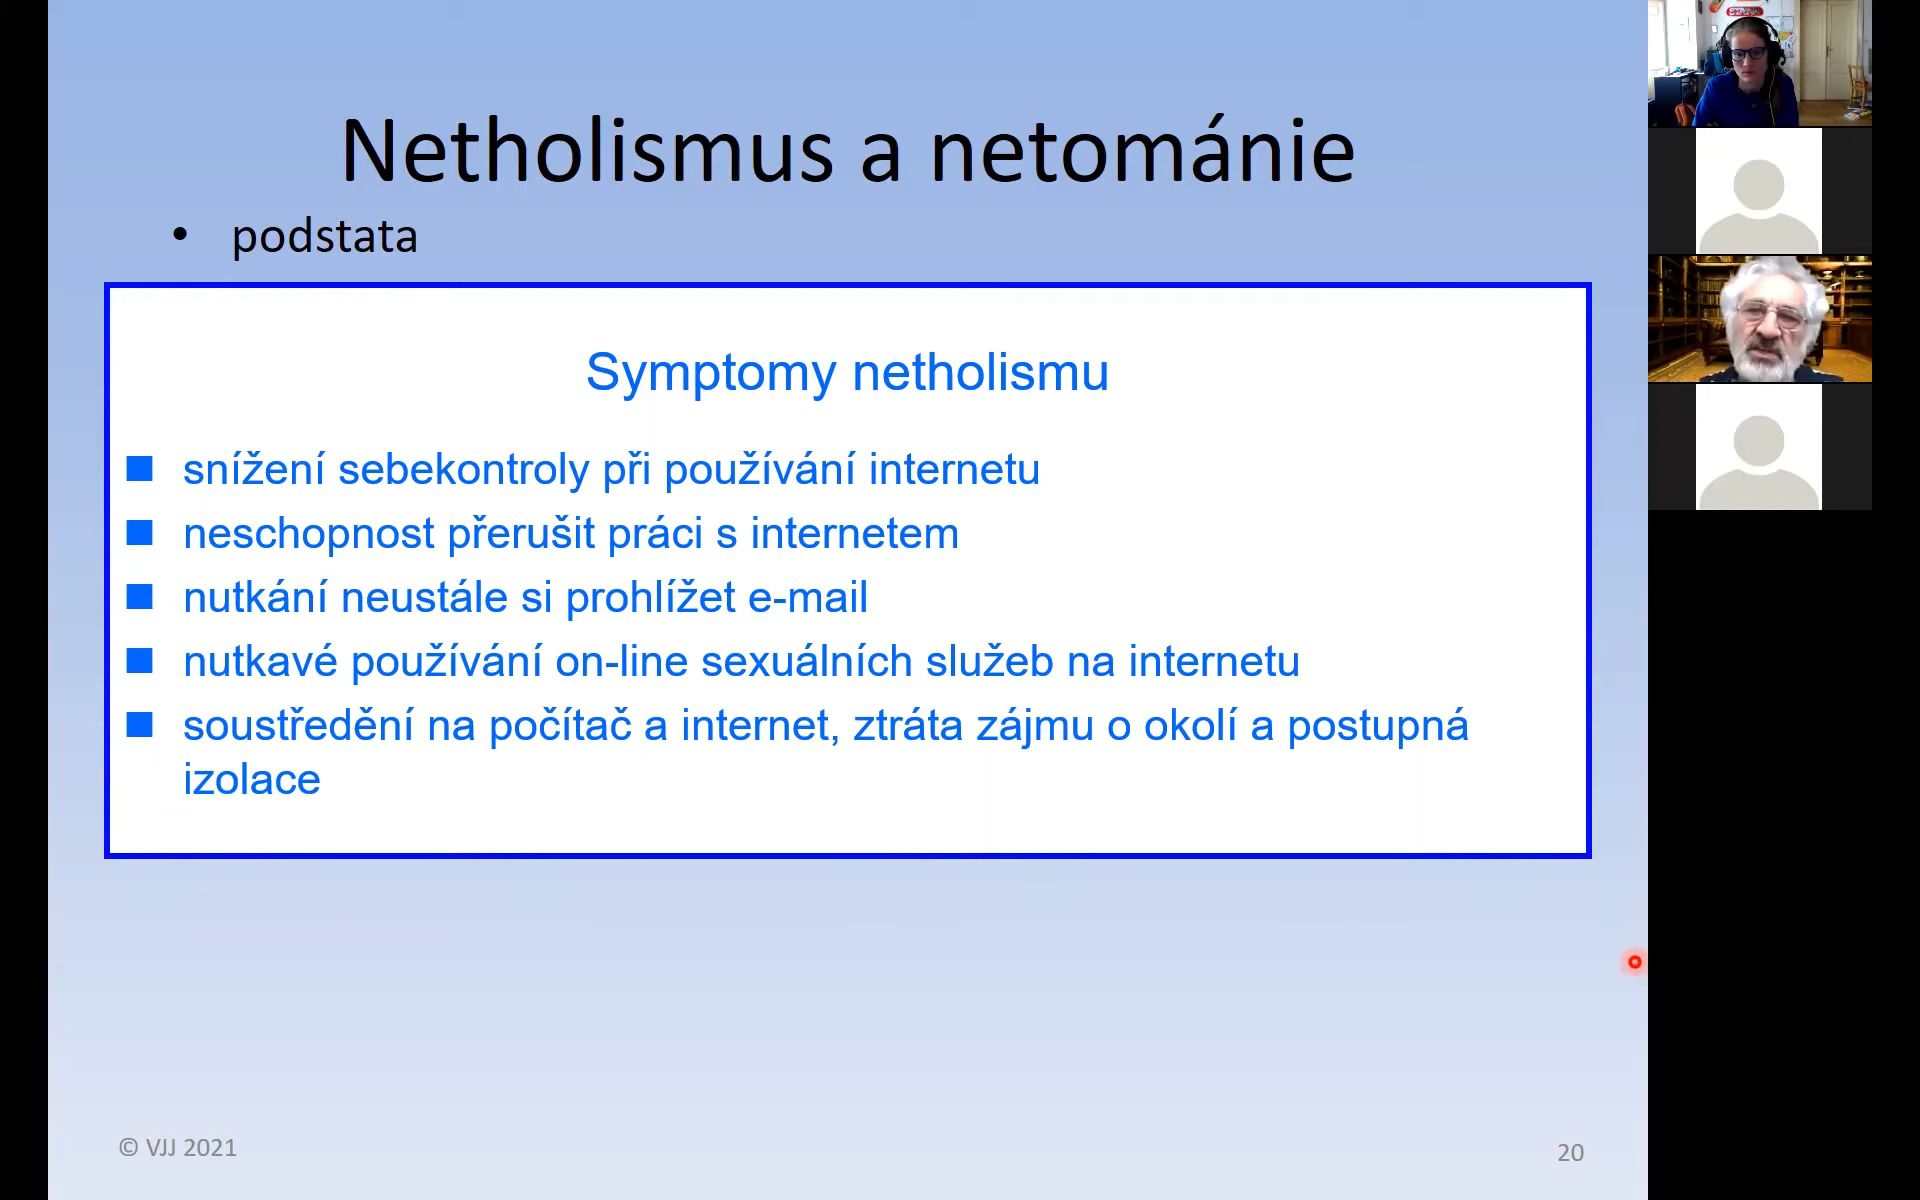 Netholismus a netománie
• podstata
Symptomy netholismu
■ snížení sebekontroly při používání internetu
■ neschopnost přerušit práci s internetem
■ nutkání neustále si prohlížet e-mail
■ nutkavé používání on-line sexuálních služeb na internetu
■ soustředění na počítač a internet, ztráta zájmu o okolí a postupná
izolace
© VJJ 2021
20